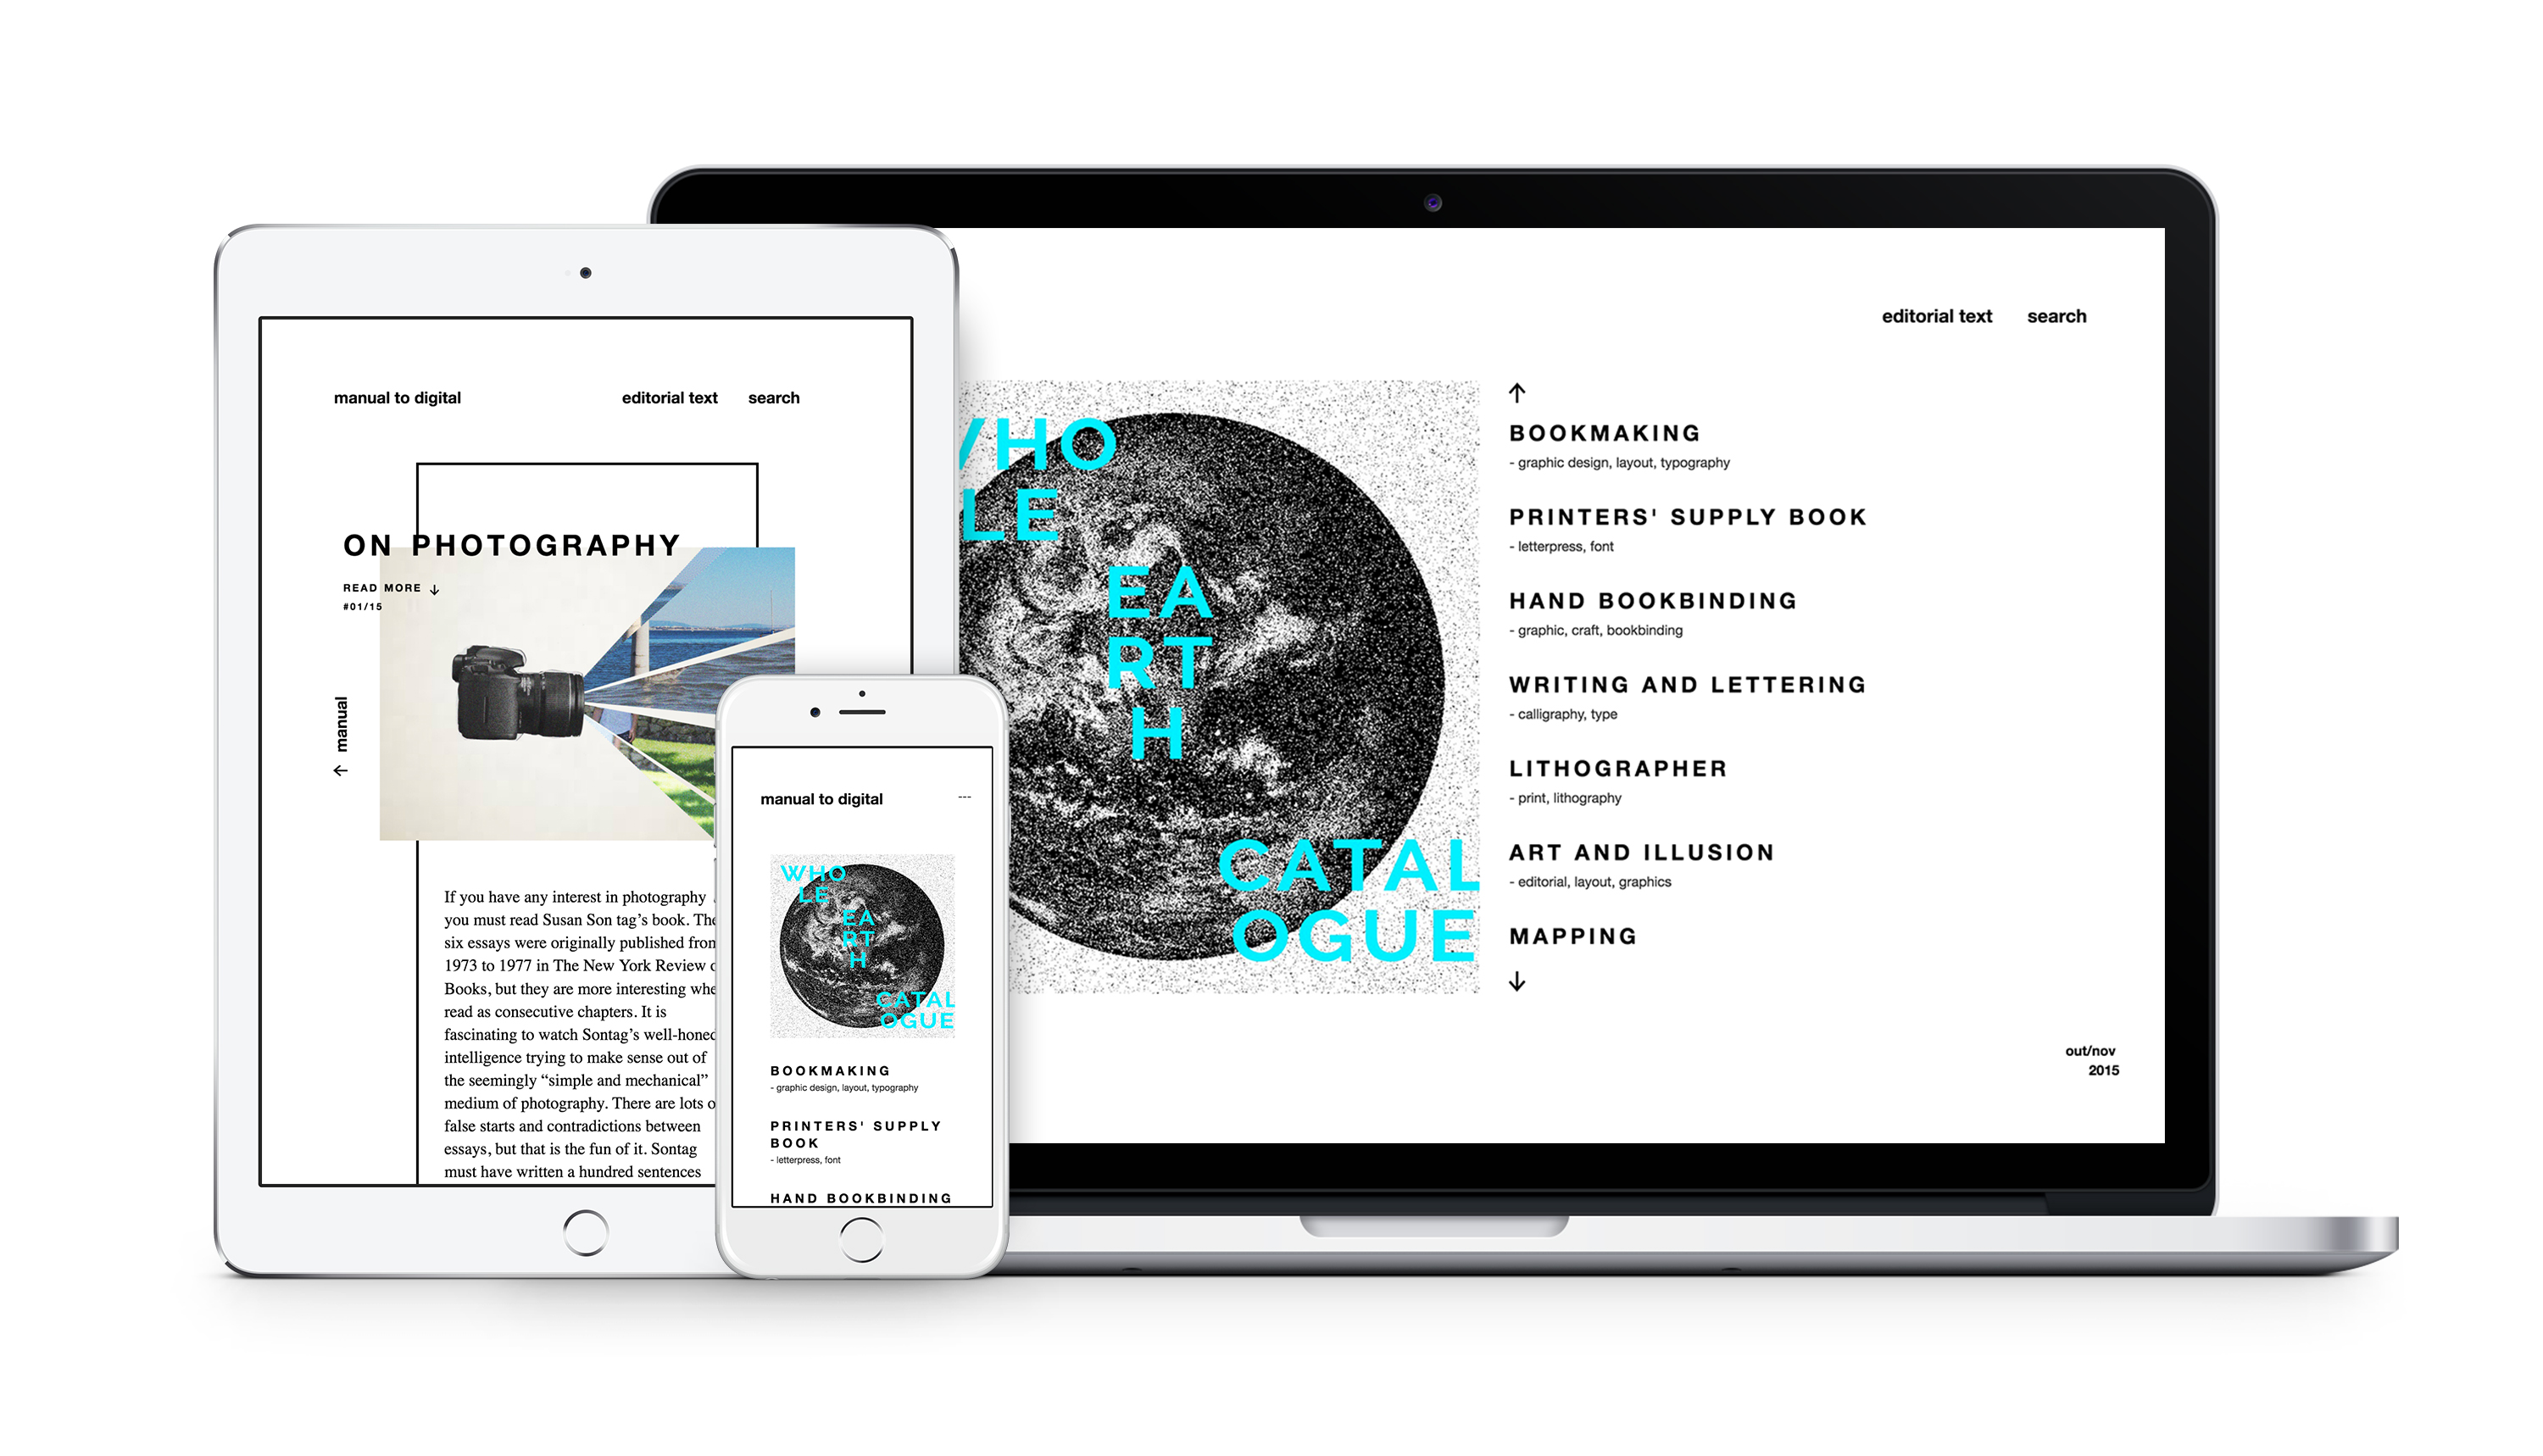 manual to digital
editorial text
search
ON PHOTOGRAPHY
READ MORE ↓
#01/15
← manual
If you have any interest in photography
you must read Susan Son tag’s book. The
six essays were originally published from
1973 to 1977 in The New York Review
Books, but they are more interesting
read as consecutive chapters. It is
fascinating to watch Sontag’s well-honed
intelligence trying to make sense out of
the seemingly “simple and mechanical”
medium of photography. There are lots
false starts and contradictions between
essays, but that is the fun of it. Sontag
must have written a hundred sentences
manual to digital
---
WHO
LE
EA
RT
H
CATAL
OGUE
BOOKMAKING
- graphic design, layout, typography
PRINTERS' SUPPLY
BOOK
- letterpress, font
HAND BOOKBINDING
editorial text
search
WHO
LE
EA
RT
H
CATAL
OGUE
↑
BOOKMAKING
- graphic design, layout, typography
PRINTERS' SUPPLY BOOK
- letterpress, font
HAND BOOKBINDING
- graphic, craft, bookbinding
WRITING AND LETTERING
- calligraphy, type
LITHOGRAPHER
- print, lithography
ART AND ILLUSION
- editorial, layout, graphics
MAPPING
↓
out/nov
2015